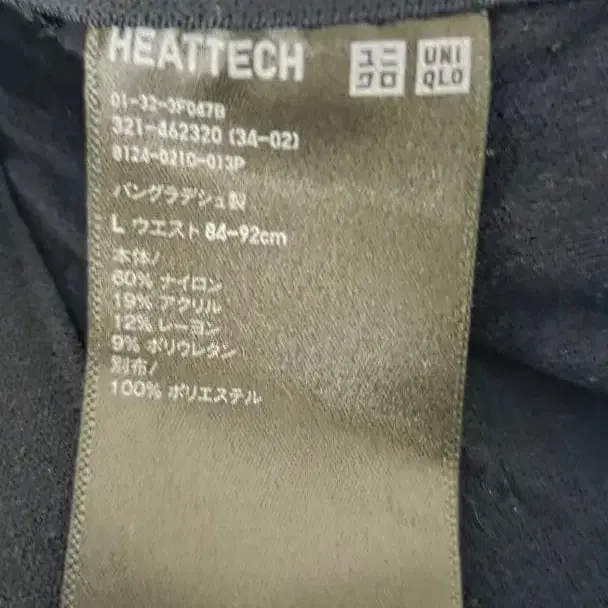 HEATTECH
ユニ
クロ
UNI
QLO
01-32-3F047B
321-462320 (34-02)
8124-021C-013P
バングラデシュ製
L ウエスト 84-92cm
本体/
60% ナイロン
19% アクリル
12% レーヨン
9% ポリウレタン
別布/
100% ポリエステル